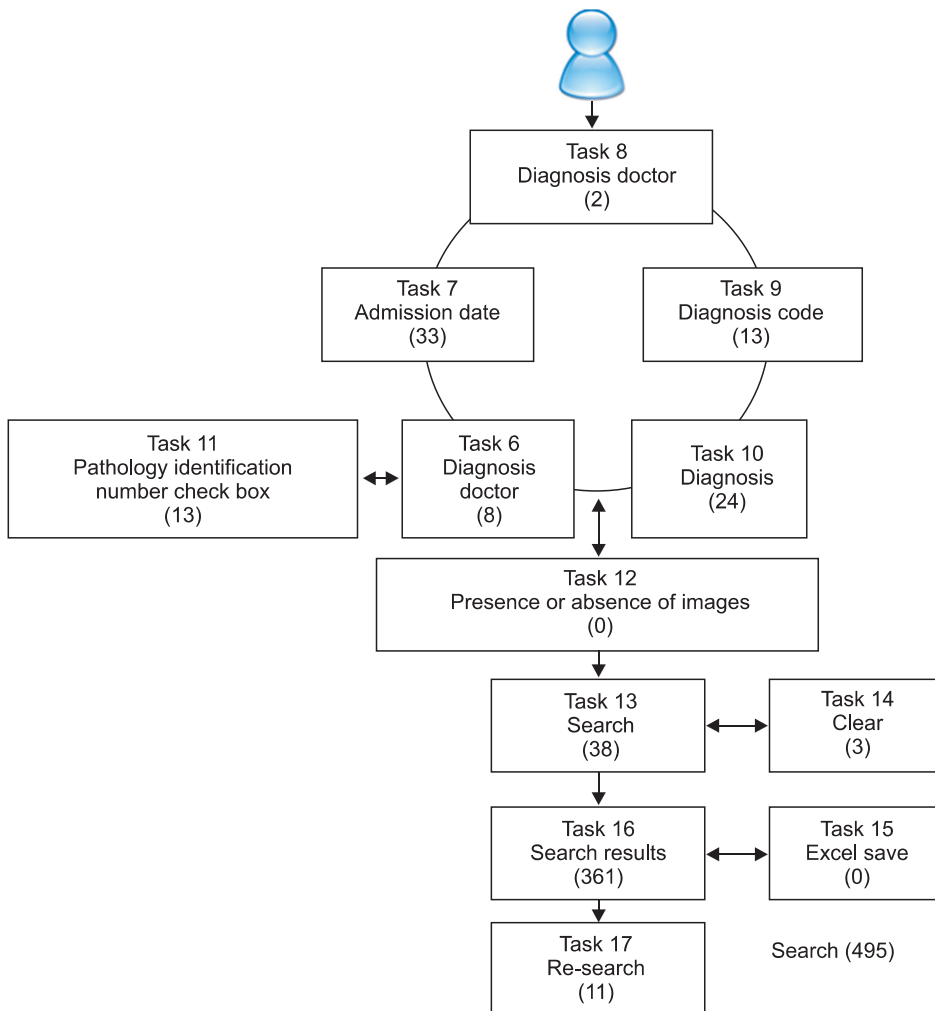 Task 8
Diagnosis doctor
(2)
Task 7
Admission date
(33)
Task 9
Diagnosis code
(13)
Task 11
Pathology identification
number check box
(13)
Task 6
Diagnosis
doctor
(8)
Task 10
Diagnosis
(24)
Task 12
Presence or absence of images
(0)
Task 13
Search
(38)
Task 14
Clear
(3)
Task 16
Search results
(361)
Task 15
Excel save
(0)
Task 17
Re-search
(11)
Search (495)